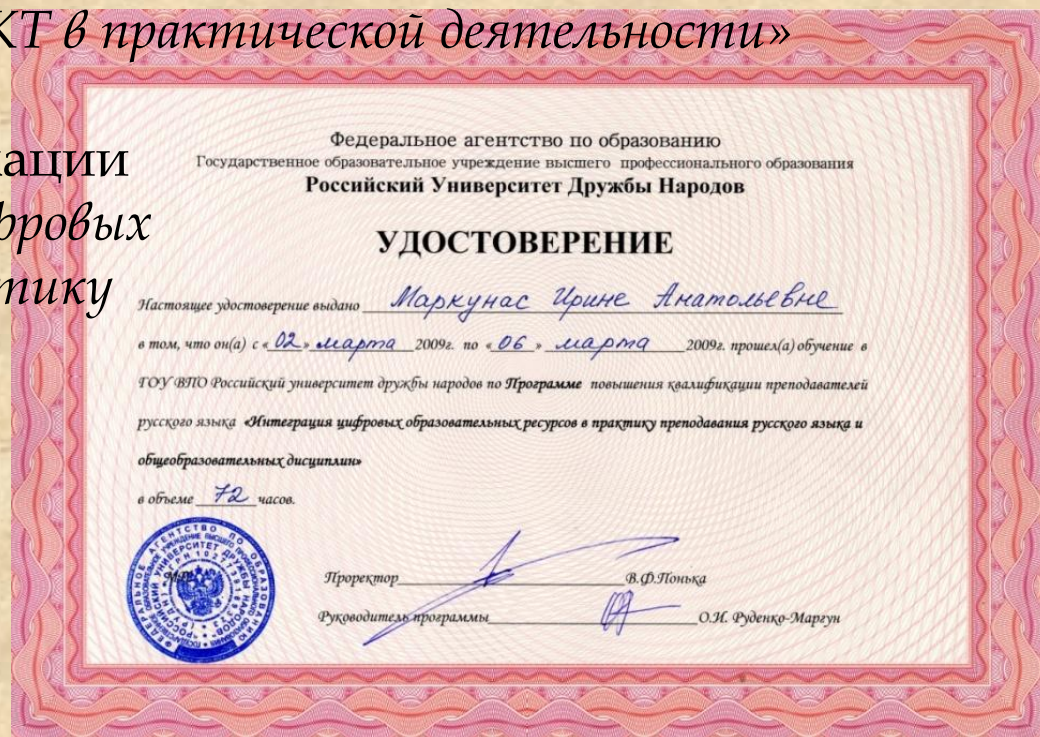 КТ в практической деятельности»
кации
фровых
тику
Федеральное агентство по образованию
Государственное образовательное учреждение высшего профессионального образования
Российский Университет Дружбы Народов
УДОСТОВЕРЕНИЕ
Настоящее удостоверение выдано Маркунас Ирине Анатольевне
в том, что он(а) с «02» марта 2009г. по «06» марта 2009г. прошел(а) обучение в
ГОУ ВПО Российский университет дружбы народов по Программе повышения квалификации преподавателей
русского языка «Интеграция цифровых образовательных ресурсов в практику преподавания русского языка и
общеобразовательных дисциплин»
в объеме 72 часов.
Проректор В.Ф.Понька
Руководитель программы О.И. Руденко-Маргун